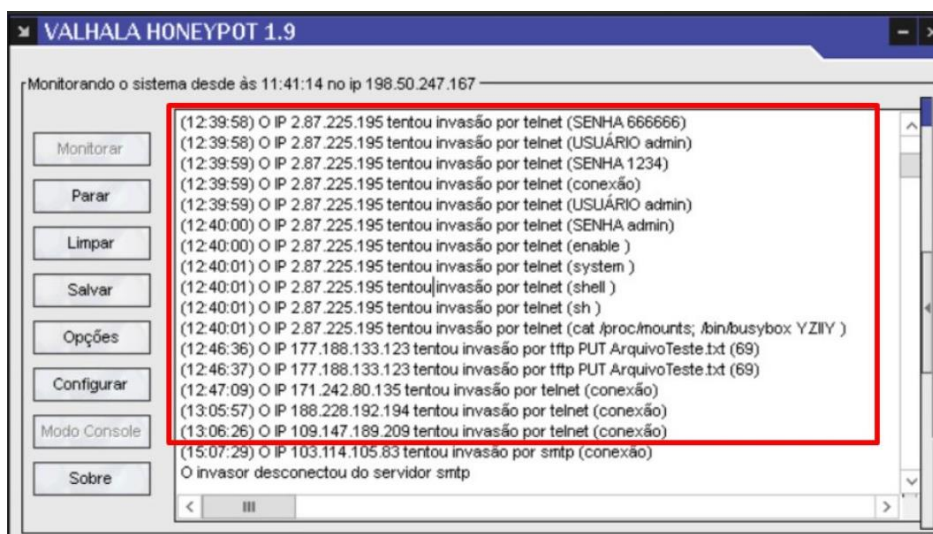 VALHALA HONEYPOT 1.9
Monitorando o sistema desde às 11:41:14 no ip 198.50.247.167
Monitorar
Parar
Limpar
Salvar
Opções
Configurar
Modo Console
Sobre
(12:39:58) O IP 2.87.225.195 tentou invasão por telnet (SENHA 666666)
(12:39:58) O IP 2.87.225.195 tentou invasão por telnet (USUÁRIO admin)
(12:39:59) O IP 2.87.225.195 tentou invasão por telnet (SENHA 1234)
(12:39:59) O IP 2.87.225.195 tentou invasão por telnet (conexão)
(12:39:59) O IP 2.87.225.195 tentou invasão por telnet (USUÁRIO admin)
(12:40:00) O IP 2.87.225.195 tentou invasão por telnet (SENHA admin)
(12:40:00) O IP 2.87.225.195 tentou invasão por telnet (enable )
(12:40:01) O IP 2.87.225.195 tentou invasão por telnet (system )
(12:40:01) O IP 2.87.225.195 tentou invasão por telnet (shell )
(12:40:01) O IP 2.87.225.195 tentou invasão por telnet (sh )
(12:40:01) O IP 2.87.225.195 tentou invasão por telnet (cat /proc/mounts; /bin/busybox YZIIY )
(12:46:36) O IP 177.188.133.123 tentou invasão por tftp PUT ArquivoTeste.txt (69)
(12:46:37) O IP 177.188.133.123 tentou invasão por tftp PUT ArquivoTeste.txt (69)
(12:47:09) O IP 171.242.80.135 tentou invasão por telnet (conexão)
(13:05:57) O IP 188.228.192.194 tentou invasão por telnet (conexão)
(13:06:26) O IP 109.147.189.209 tentou invasão por telnet (conexão)
(15:07:29) O IP 103.114.105.83 tentou invasão por smtp (conexão)
O invasor desconectou do servidor smtp